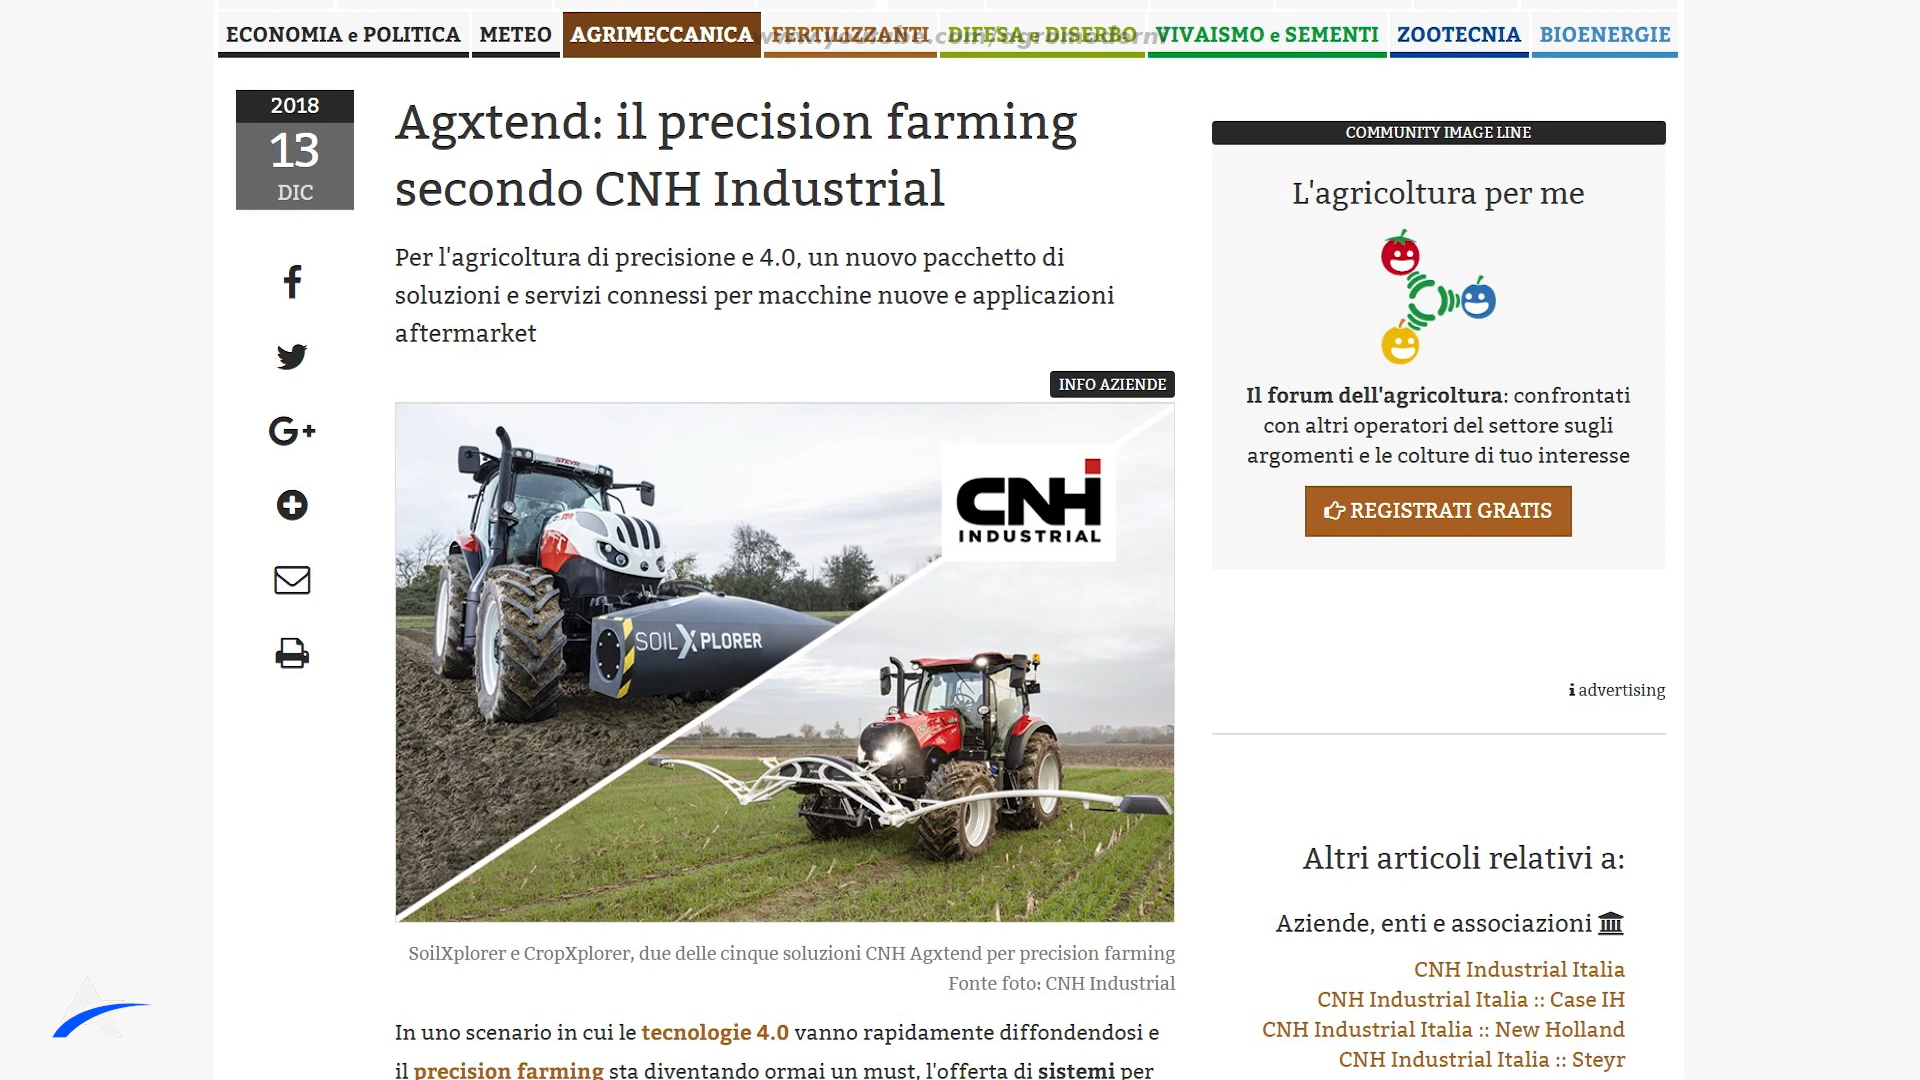 ECONOMIA e POLITICA METEO AGRIMECCANICA FERTILIZZANTI DIFESA e DISERBO VIVAISMO e SEMENTI ZOOTECNIA BIOENERGIE
www.youtube.com/agromoderni
2018
13
DIC
Agxtend: il precision farming
secondo CNH Industrial
Per l'agricoltura di precisione e 4.0, un nuovo pacchetto di
soluzioni e servizi connessi per macchine nuove e applicazioni
aftermarket
INFO AZIENDE
STEYR
CNH
INDUSTRIAL
SOILXPLORER
SoilXplorer e CropXplorer, due delle cinque soluzioni CNH Agxtend per precision farming
Fonte foto: CNH Industrial
In uno scenario in cui le tecnologie 4.0 vanno rapidamente diffondendosi e
il precision farming sta diventando ormai un must, l'offerta di sistemi per
COMMUNITY IMAGE LINE
L'agricoltura per me
Il forum dell'agricoltura: confrontati
con altri operatori del settore sugli
argomenti e le colture di tuo interesse
REGISTRATI GRATIS
i advertising
Altri articoli relativi a:
Aziende, enti e associazioni
CNH Industrial Italia
CNH Industrial Italia :: Case IH
CNH Industrial Italia :: New Holland
CNH Industrial Italia :: Steyr